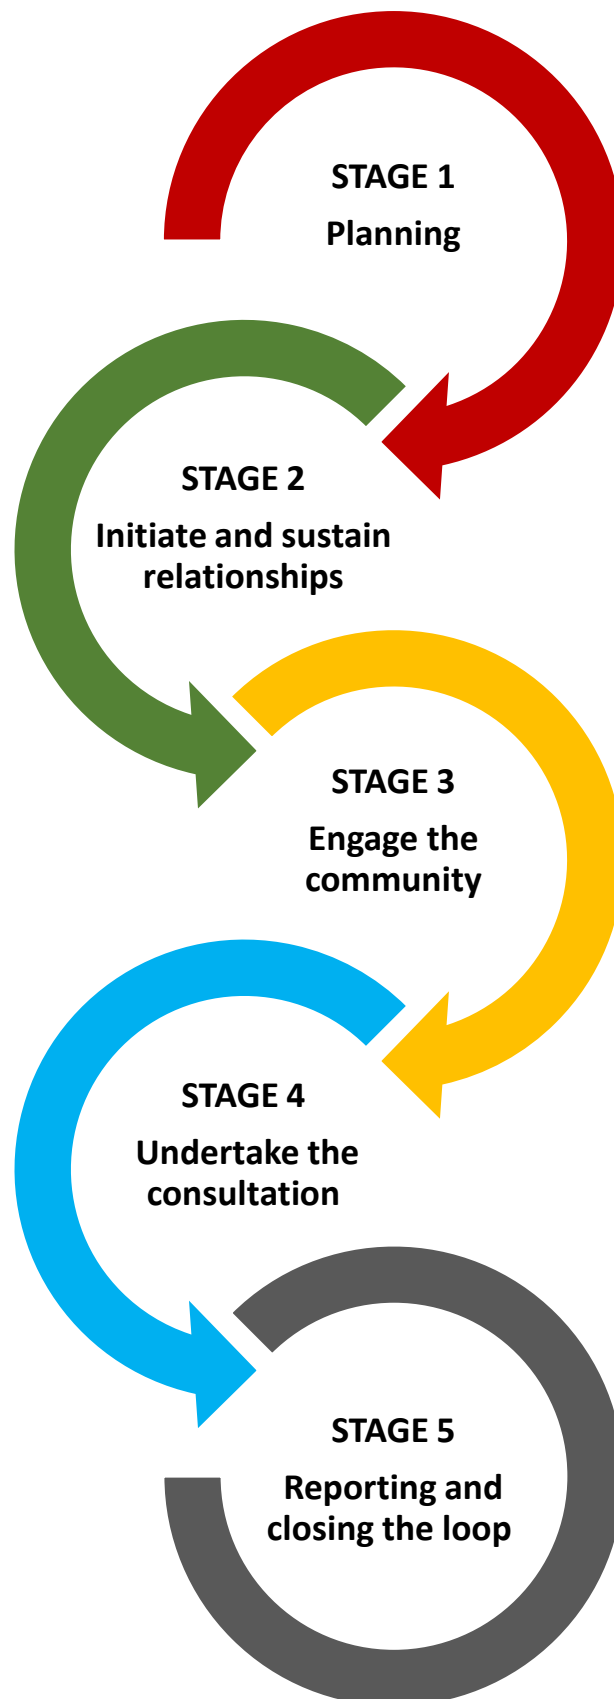 STAGE 1
Planning
STAGE 2
Initiate and sustain
relationships
STAGE 3
Engage the
community
STAGE 4
Undertake the
consultation
STAGE 5
Reporting and
closing the loop